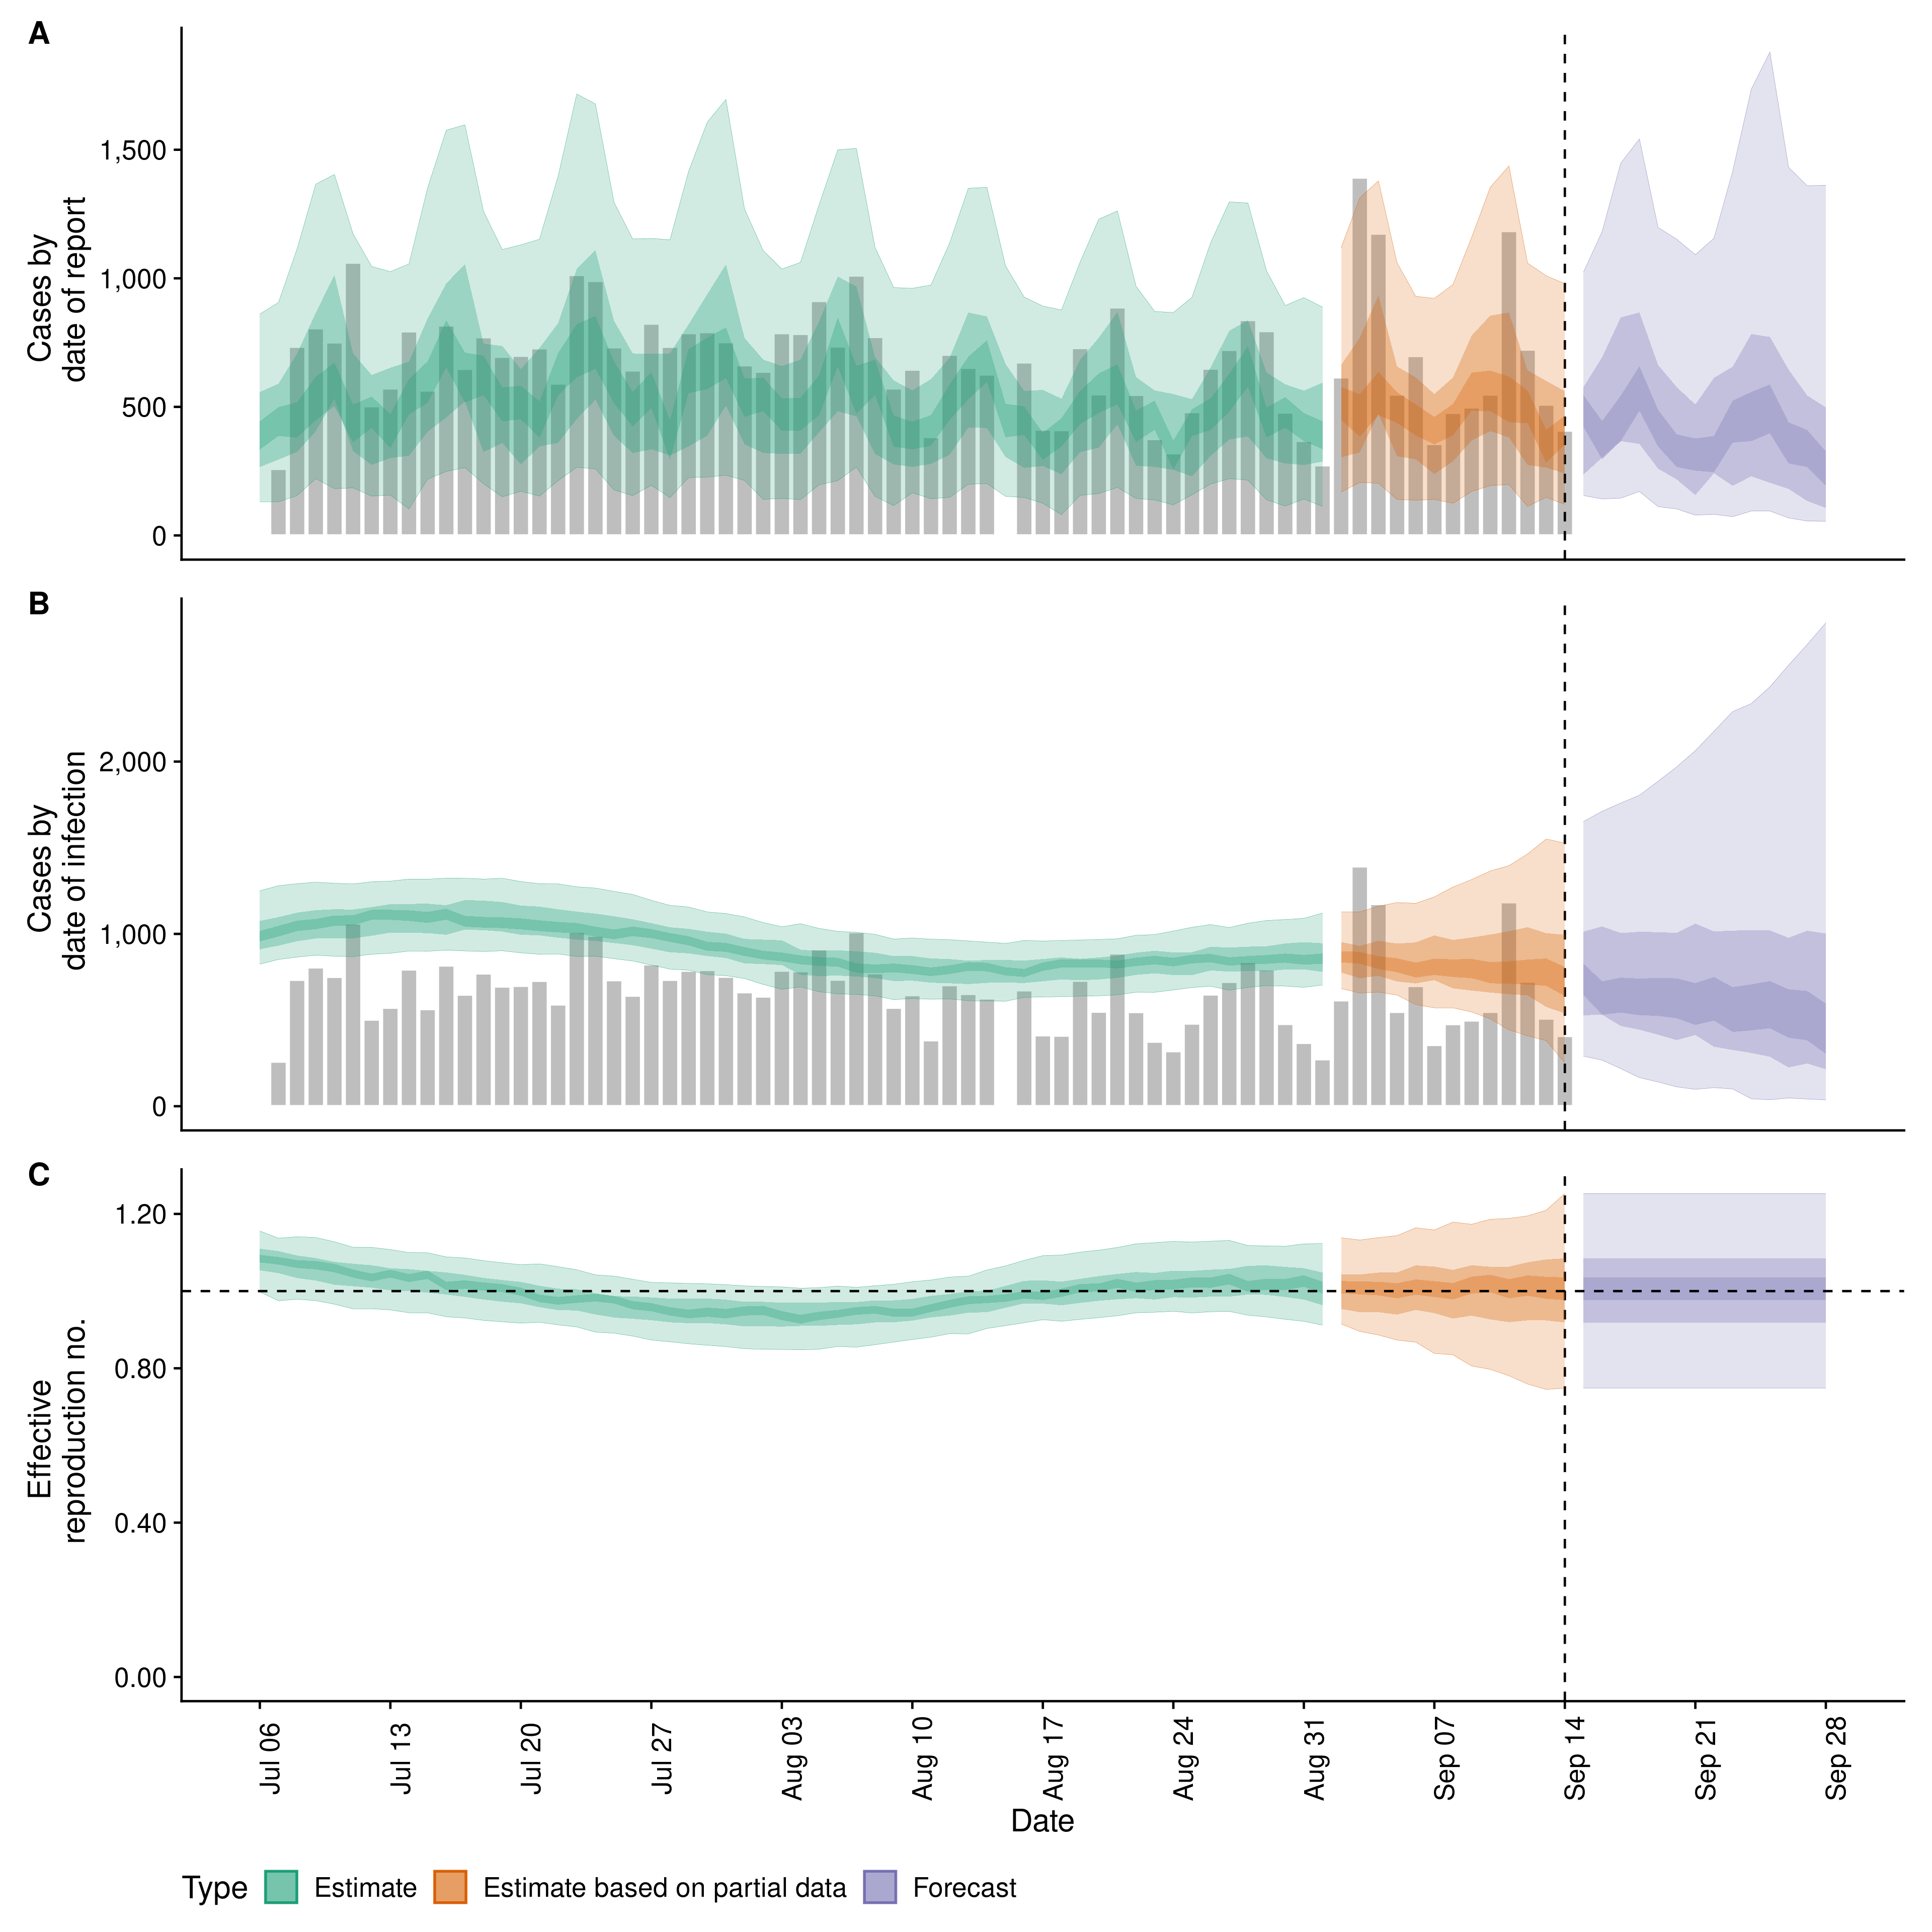 A
Cases by
date of report
1,500
1,000
500
0
B
Cases by
date of infection
2,000
1,000
0
C
Effective
reproduction no.
1.20
0.80
0.40
0.00
Jul 06
Jul 13
Jul 20
Jul 27
Aug 03
Aug 10
Aug 17
Aug 24
Aug 31
Sep 07
Sep 14
Sep 21
Sep 28
Date
Type Estimate Estimate based on partial data Forecast